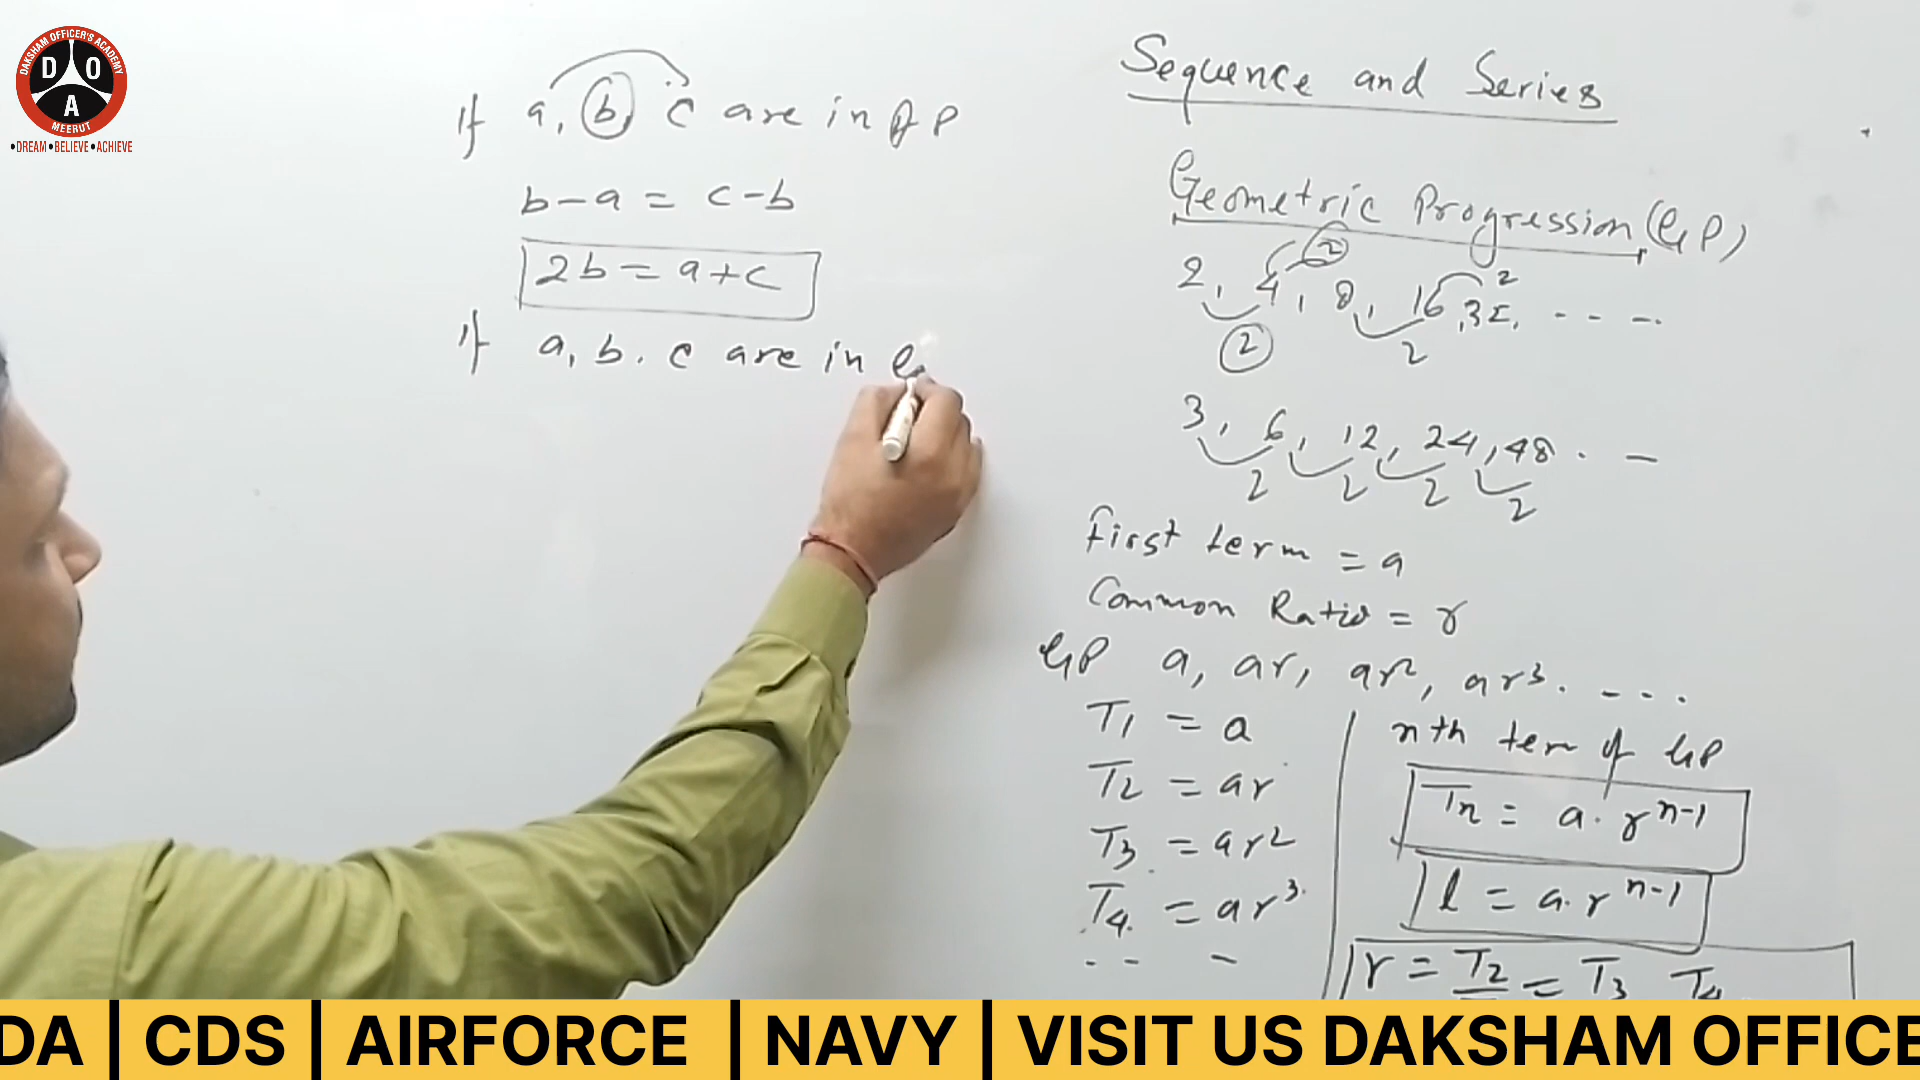 DAKSHAM OFFICER'S ACADEMY
D O A
MEERUT
•DREAM•BELIEVE•ACHIEVE
If a, b, c are in AP
b-a = c-b
2b = a+c
If a, b. c are in
Sequence and Series
Geometric Progression (GP)
2
2, 4, 8, 16, 32, - - -
2
2
2
3, 6, 12, 24, 48 . -
2 2 2 2
First term = a
Common Ratio = r
GP a, ar, ar², ar³. - - -
T1 = a
T2 = ar
T3 = ar²
T4 = ar³
-- -
nth term of GP
Tn = a. r^n-1
l = a. r^n-1
r = T2 = T3 T4
DA | CDS | AIRFORCE | NAVY | VISIT US DAKSHAM OFFICE